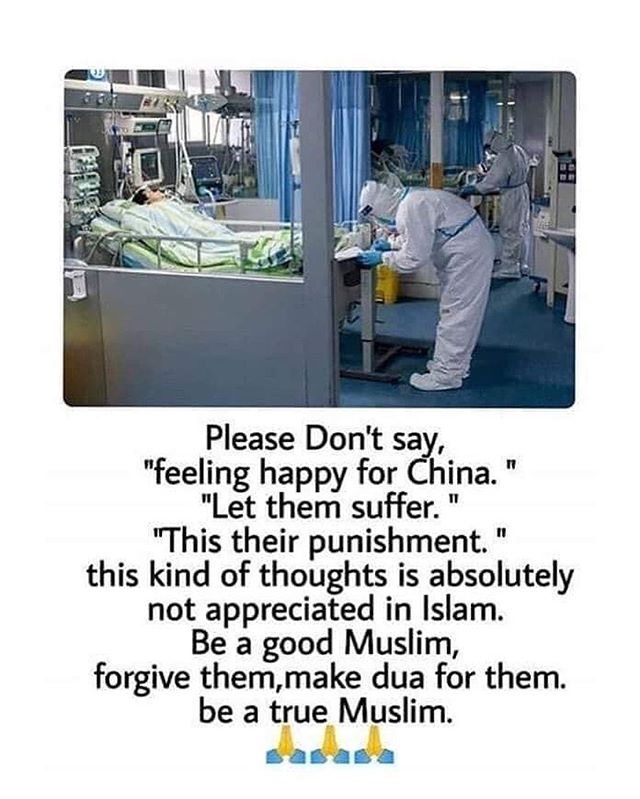 Please Don't say,
"feeling happy for China. "
"Let them suffer. "
"This their punishment. "
this kind of thoughts is absolutely
not appreciated in Islam.
Be a good Muslim,
forgive them,make dua for them.
be a true Muslim.
🙏🙏🙏